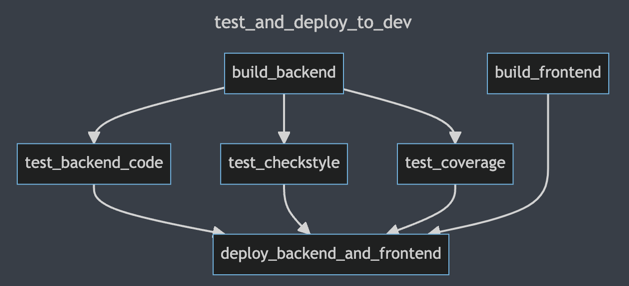 test_and_deploy_to_dev
build_backend
build_frontend
test_backend_code
test_checkstyle
test_coverage
deploy_backend_and_frontend